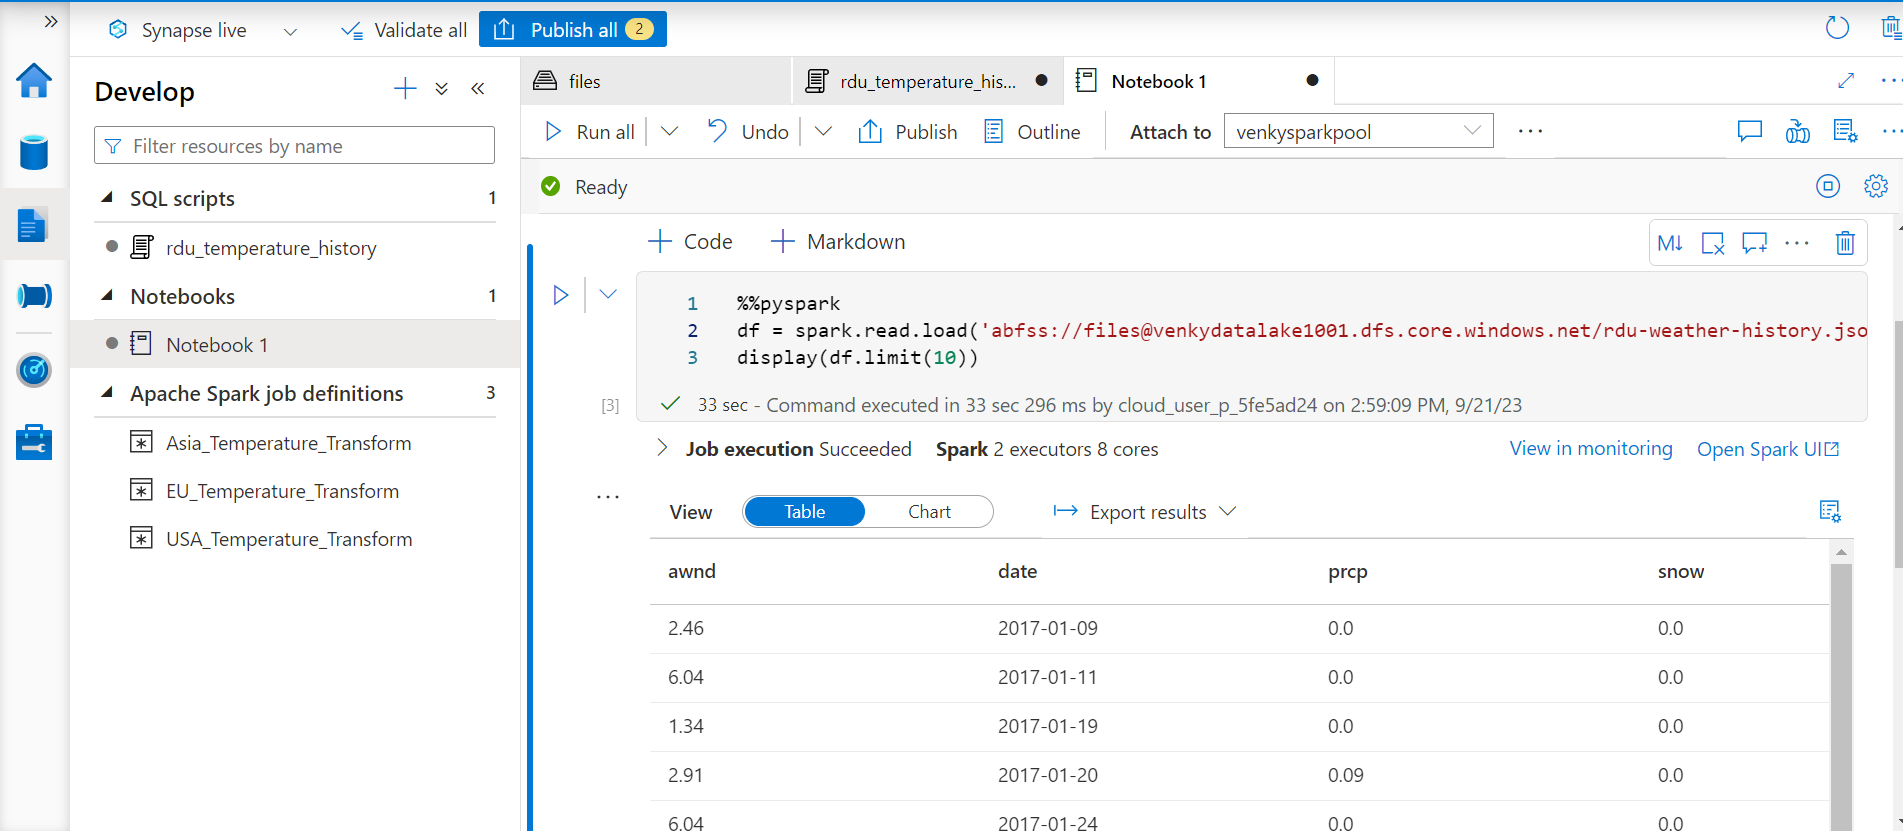 Synapse live
Validate all
Publish all 2
Develop
Filter resources by name
SQL scripts 1
rdu_temperature_history
Notebooks 1
Notebook 1
Apache Spark job definitions 3
Asia_Temperature_Transform
EU_Temperature_Transform
USA_Temperature_Transform
files
rdu_temperature_his...
Notebook 1
Run all
Undo
Publish
Outline
Attach to
venkysparkpool
Ready
Code
Markdown
M↓
1 %%pyspark
2 df = spark.read.load('abfss://files@venkydatalake1001.dfs.core.windows.net/rdu-weather-history.jso
3 display(df.limit(10))
[3]
33 sec - Command executed in 33 sec 296 ms by cloud_user_p_5fe5ad24 on 2:59:09 PM, 9/21/23
Job execution Succeeded Spark 2 executors 8 cores
View in monitoring
Open Spark UI
View
Table
Chart
Export results
awnd date prcp snow
2.46 2017-01-09 0.0 0.0
6.04 2017-01-11 0.0 0.0
1.34 2017-01-19 0.0 0.0
2.91 2017-01-20 0.09 0.0
6.04 2017-01-24 0.0 0.0